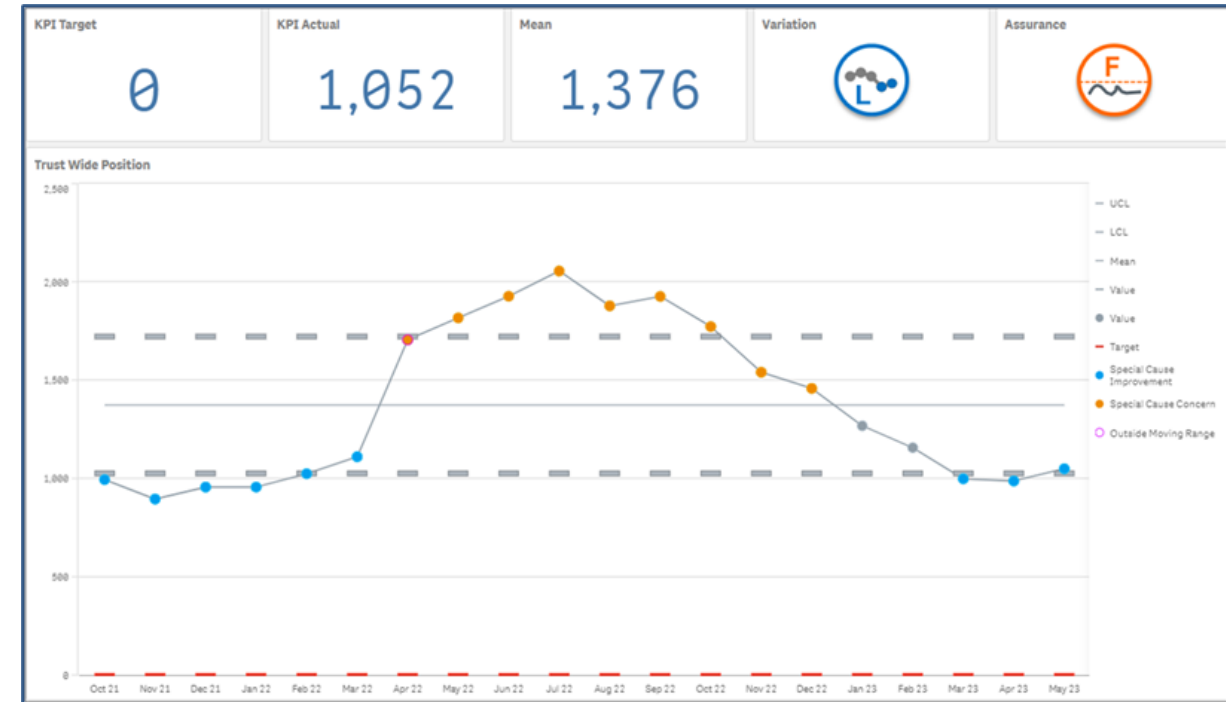 KPI Target
KPI Actual
Mean
Variation
Assurance
0
1,052
1,376
L
F
Trust Wide Position
2,500
2,000
1,500
1,000
500
0
Oct 21 Nov 21 Dec 21 Jan 22 Feb 22 Mar 22 Apr 22 May 22 Jun 22 Jul 22 Aug 22 Sep 22 Oct 22 Nov 22 Dec 22 Jan 23 Feb 23 Mar 23 Apr 23 May 23
UCL
LCL
Mean
Value
Value
Target
Special Cause
Improvement
Special Cause Concern
Outside Moving Range